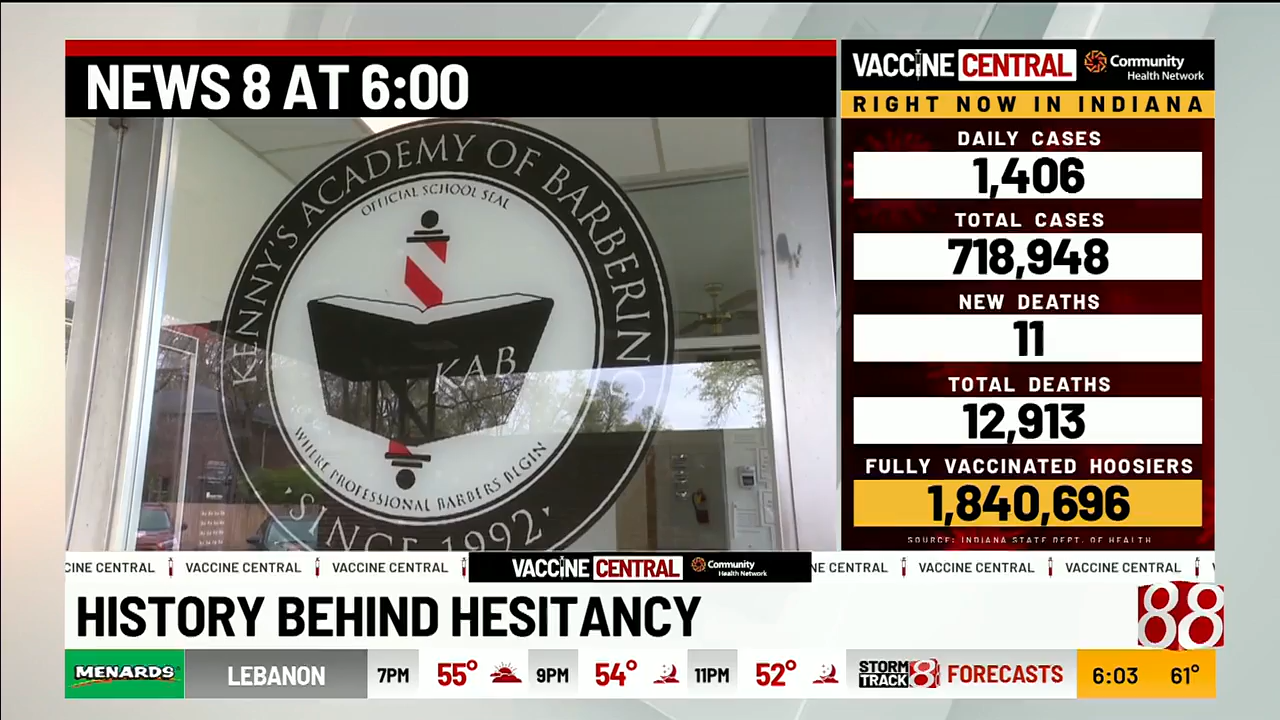 NEWS 8 AT 6:00
KENNY'S ACADEMY OF BARBERING
OFFICIAL SCHOOL SEAL
KAB
WHERE PROFESSIONAL BARBERS BEGIN
SINCE 1992
VACCINE CENTRAL
Community
Health Network
RIGHT NOW IN INDIANA
DAILY CASES
1,406
TOTAL CASES
718,948
NEW DEATHS
11
TOTAL DEATHS
12,913
FULLY VACCINATED HOOSIERS
1,840,696
SOURCE: INDIANA STATE DEPT. OF HEALTH
CINE CENTRAL VACCINE CENTRAL VACCINE CENTRAL VACCINE CENTRAL Community Health Network NE CENTRAL VACCINE CENTRAL VACCINE CENTRAL
HISTORY BEHIND HESITANCY
88
MENARDS LEBANON 7PM 55° 9PM 54° 11PM 52° STORM TRACK 8 FORECASTS 6:03 61°